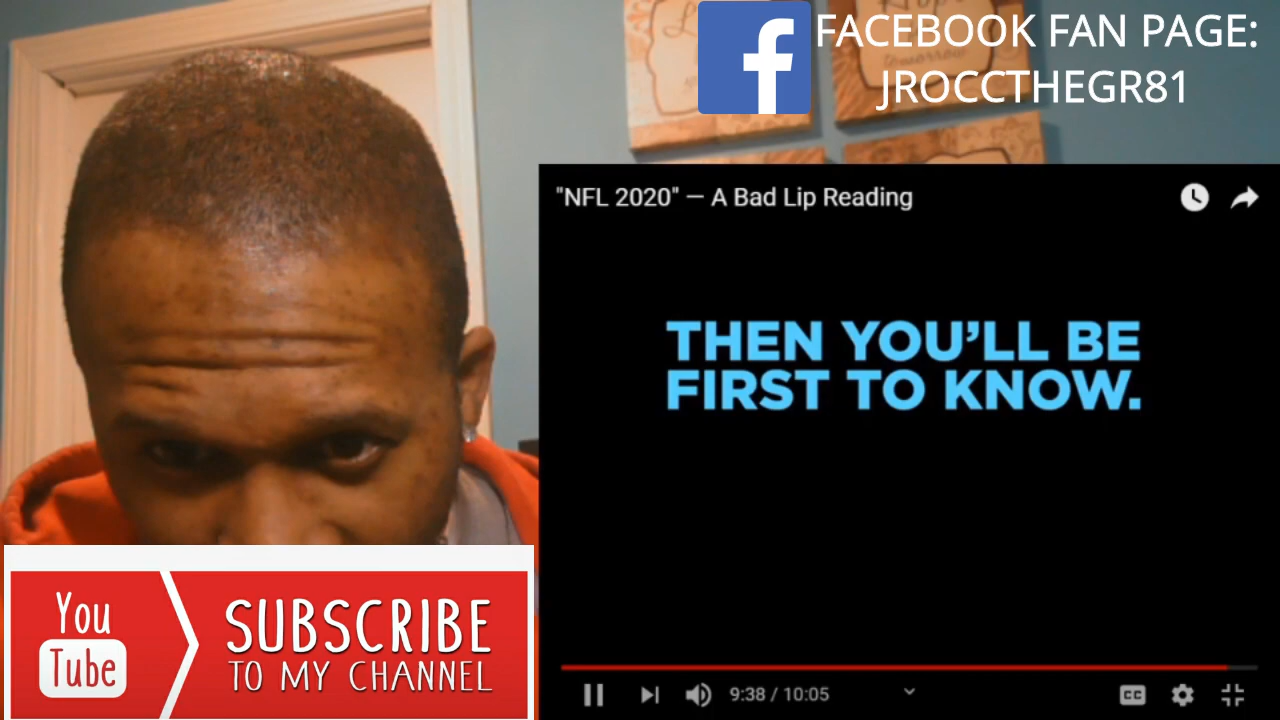 FACEBOOK FAN PAGE:
JROCCTHEGR81
"NFL 2020" — A Bad Lip Reading
THEN YOU'LL BE
FIRST TO KNOW.
You
Tube
SUBSCRIBE
TO MY CHANNEL
9:38 / 10:05
CC